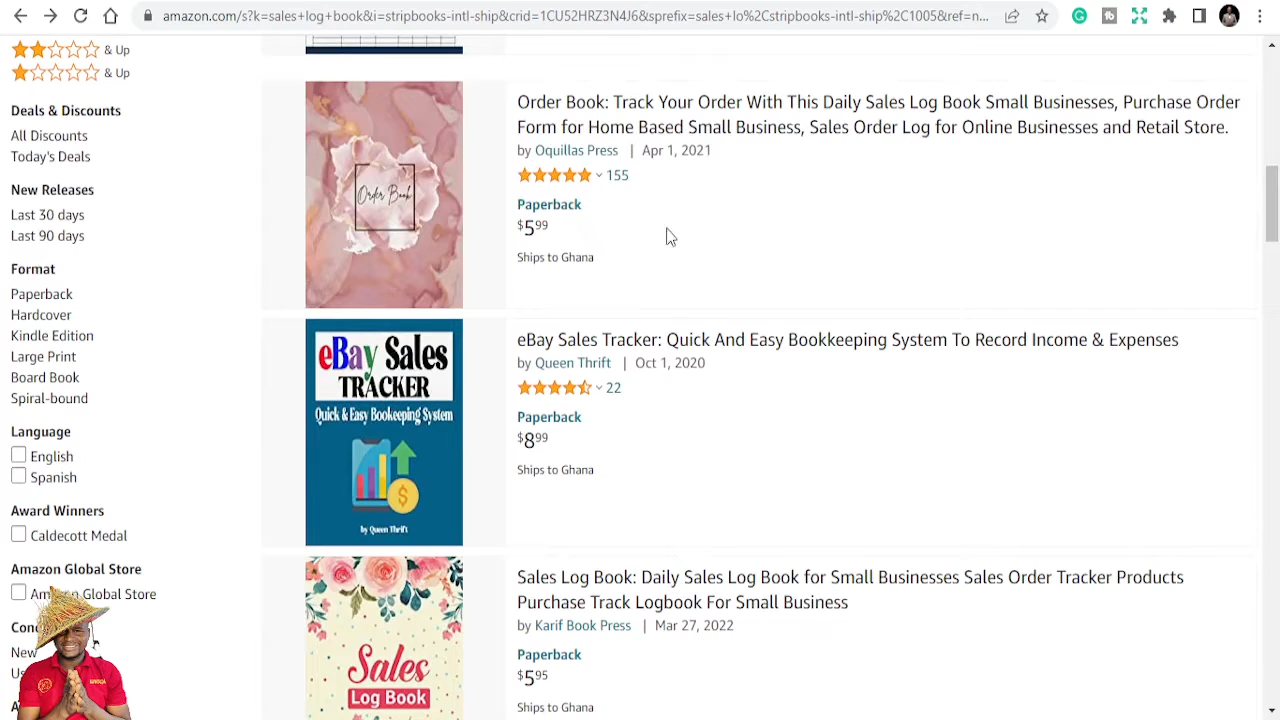 amazon.com/s?k=sales+log+book&i=stripbooks-intl-ship&crid=1CU52HRZ3N4J6&sprefix=sales+lo%2Cstripbooks-intl-ship%2C1005&ref=n...
& Up
& Up
Deals & Discounts
All Discounts
Today's Deals
New Releases
Last 30 days
Last 90 days
Format
Paperback
Hardcover
Kindle Edition
Large Print
Board Book
Spiral-bound
Language
English
Spanish
Award Winners
Caldecott Medal
Amazon Global Store
Global Store
New
Order Book
Order Book: Track Your Order With This Daily Sales Log Book Small Businesses, Purchase Order
Form for Home Based Small Business, Sales Order Log for Online Businesses and Retail Store.
by Oquillas Press | Apr 1, 2021
155
Paperback
$5.99
Ships to Ghana
eBay Sales
TRACKER
Quick & Easy Bookeeping System
by Queen Thrift
eBay Sales Tracker: Quick And Easy Bookkeeping System To Record Income & Expenses
by Queen Thrift | Oct 1, 2020
22
Paperback
$8.99
Ships to Ghana
Sales
Log Book
Sales Log Book: Daily Sales Log Book for Small Businesses Sales Order Tracker Products
Purchase Track Logbook For Small Business
by Karif Book Press | Mar 27, 2022
Paperback
$5.95
Ships to Ghana